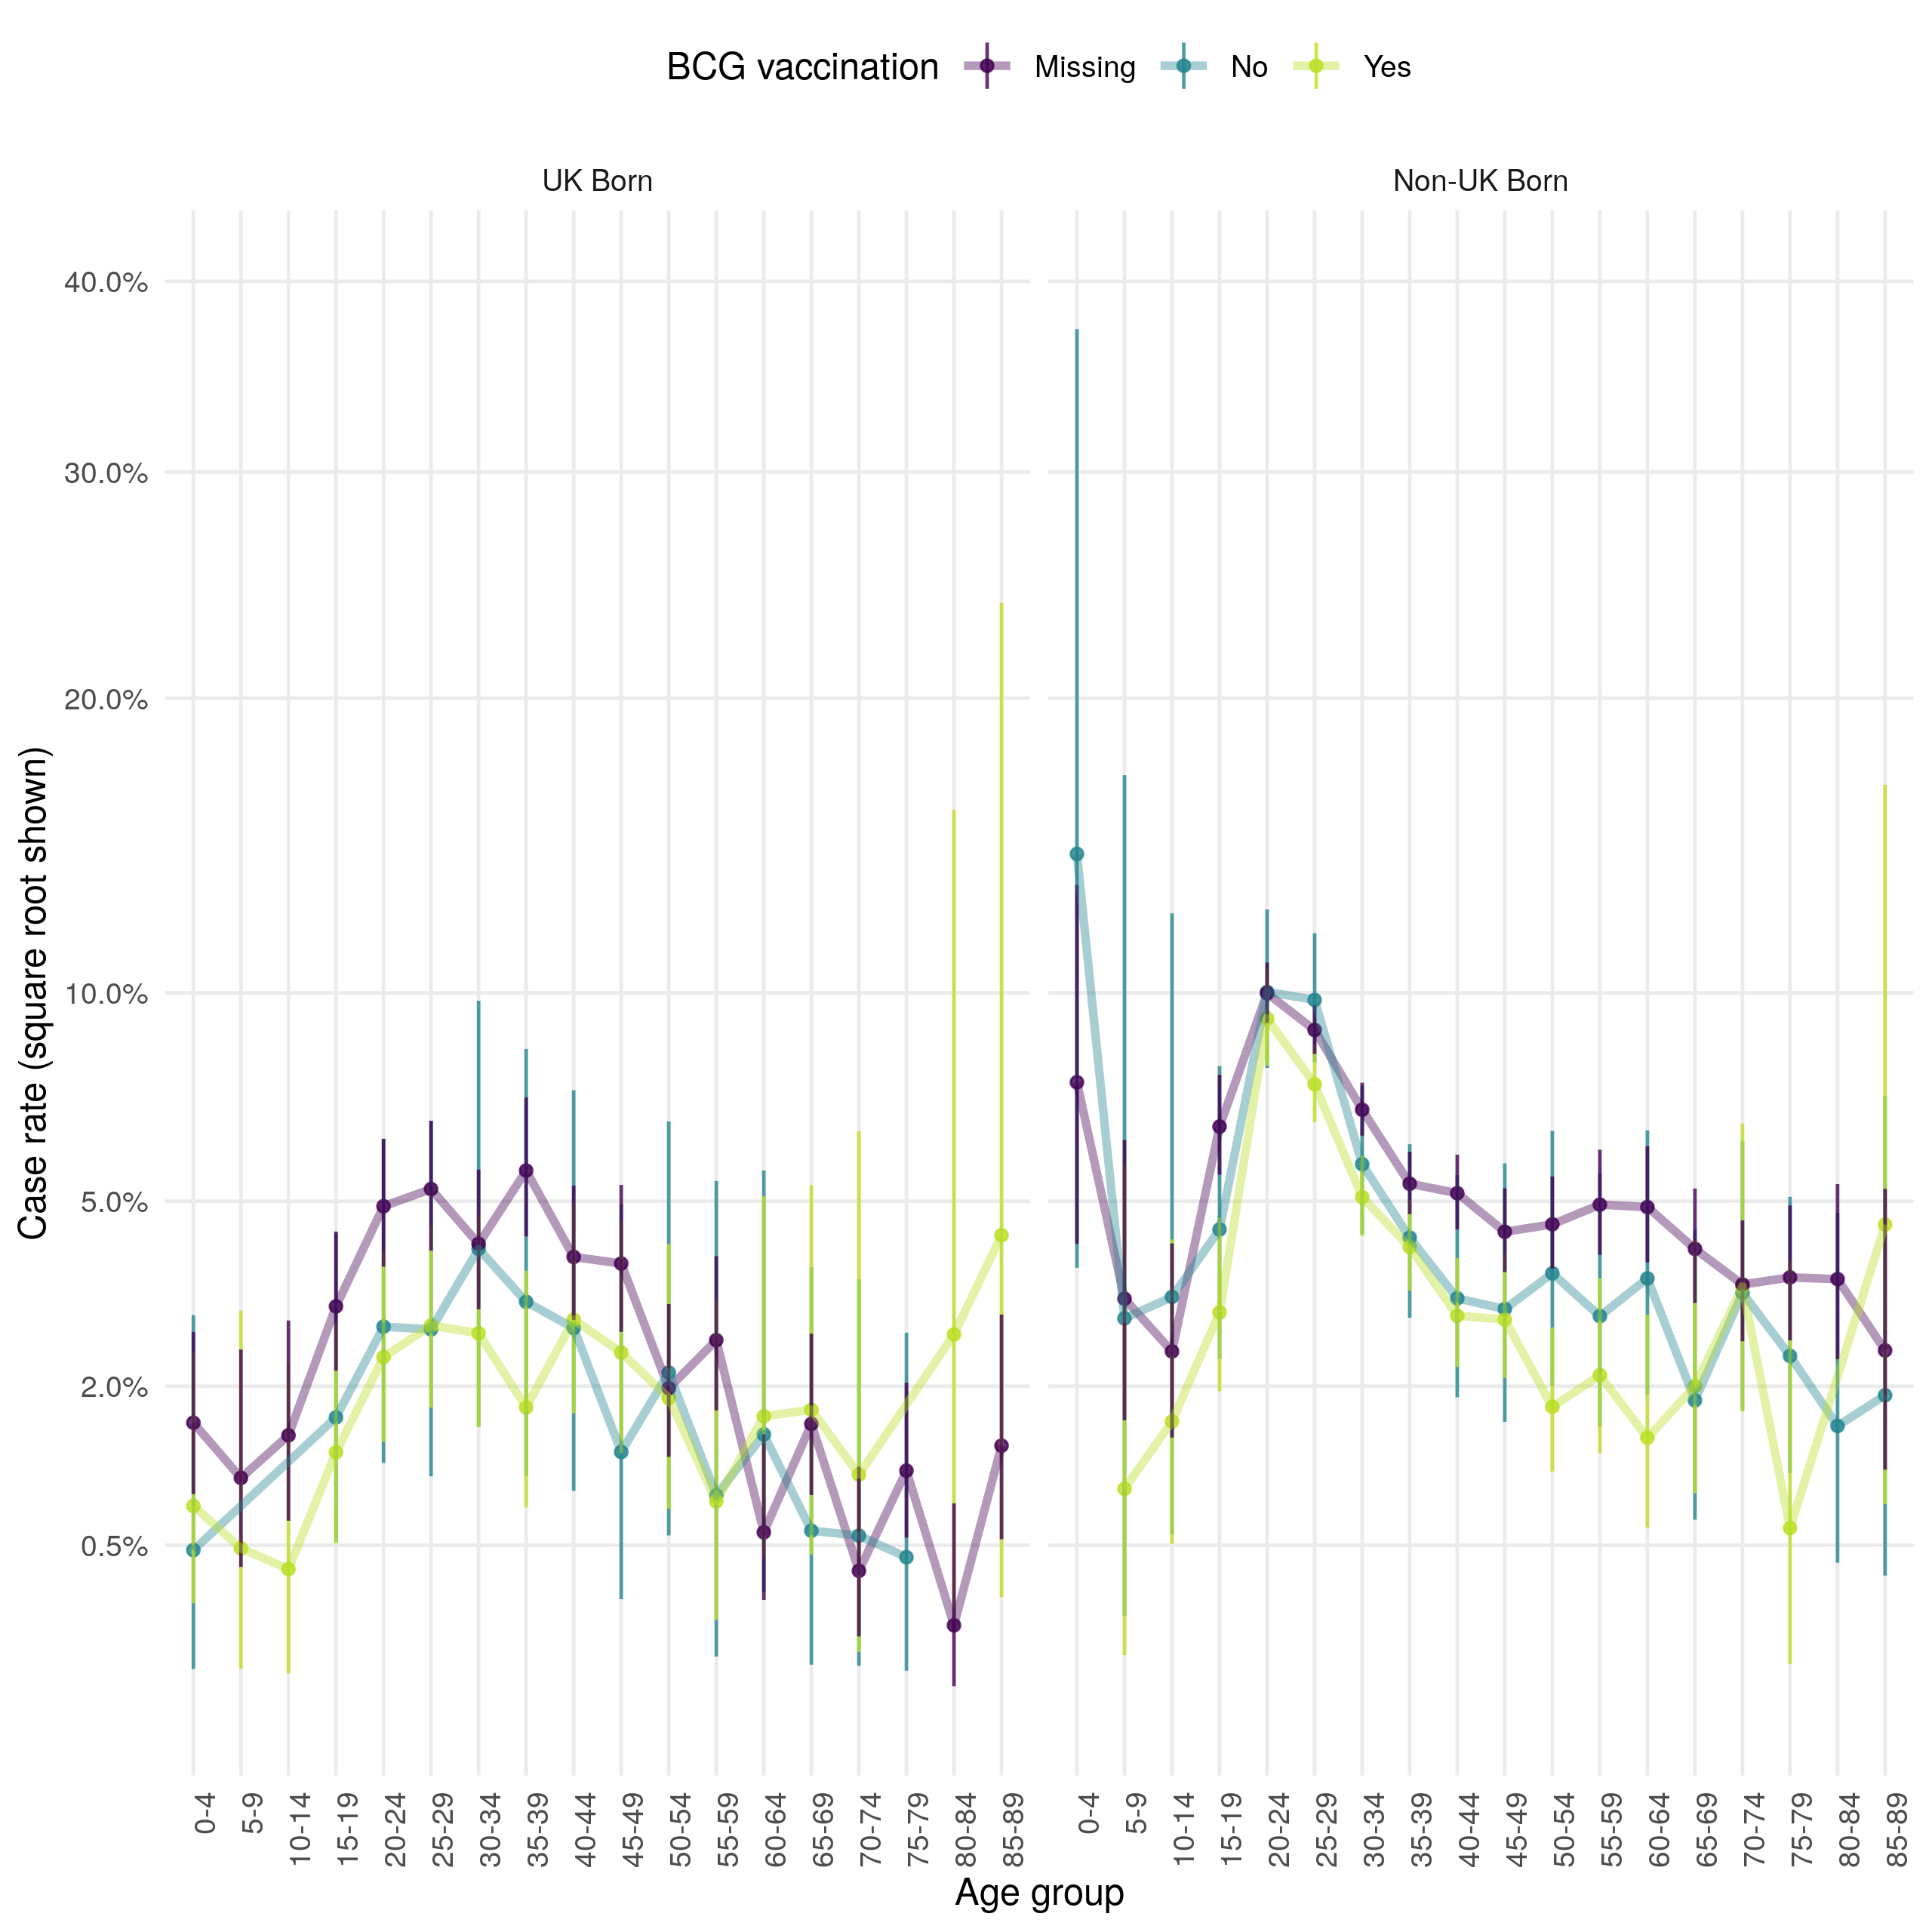 BCG vaccination Missing No Yes
UK Born Non-UK Born
Case rate (square root shown)
40.0%
30.0%
20.0%
10.0%
5.0%
2.0%
0.5%
0-4 5-9 10-14 15-19 20-24 25-29 30-34 35-39 40-44 45-49 50-54 55-59 60-64 65-69 70-74 75-79 80-84 85-89 0-4 5-9 10-14 15-19 20-24 25-29 30-34 35-39 40-44 45-49 50-54 55-59 60-64 65-69 70-74 75-79 80-84 85-89
Age group